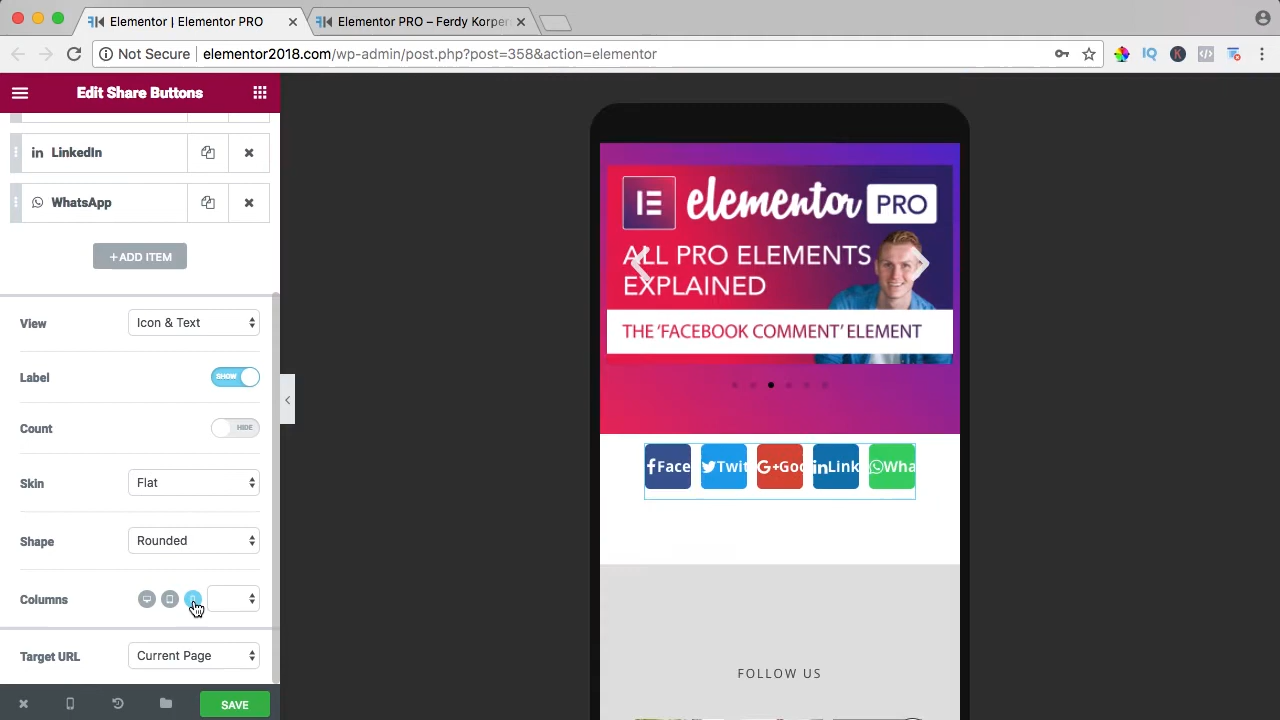 Elementor | Elementor PRO
Elementor PRO – Ferdy Korpe
Not Secure
elementor2018.com/wp-admin/post.php?post=358&action=elementor
Edit Share Buttons
LinkedIn
WhatsApp
+ADD ITEM
View
Icon & Text
Label
SHOW
Count
HIDE
Skin
Flat
Shape
Rounded
Columns
Target URL
Current Page
SAVE
elementor PRO
ALL PRO ELEMENTS
EXPLAINED
THE 'FACEBOOK COMMENT' ELEMENT
Face
Twit
G+ Goo
in Link
Wha
FOLLOW US